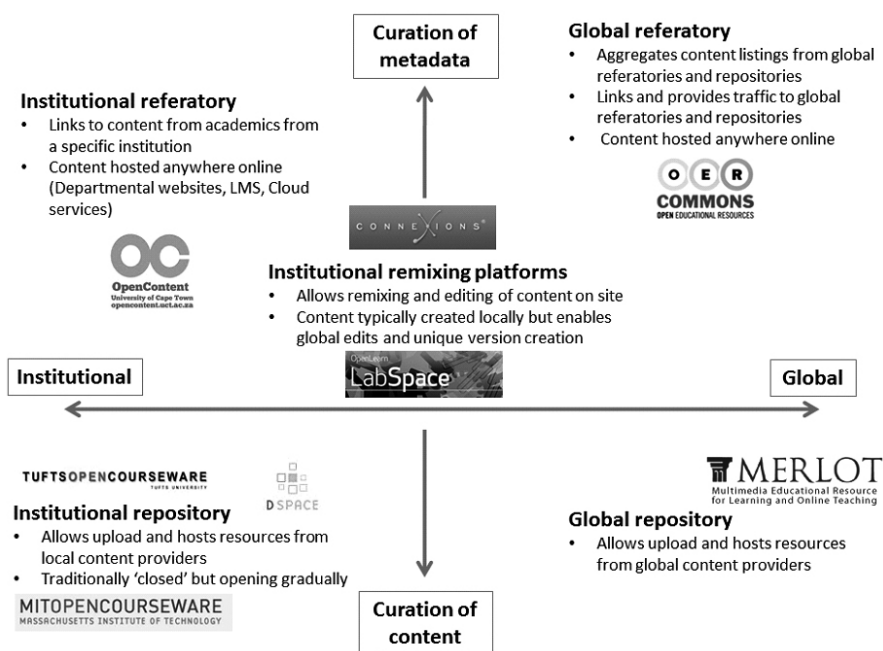 Curation of
metadata
Global referatory
• Aggregates content listings from global
referatories and repositories
• Links and provides traffic to global
referatories and repositories
• Content hosted anywhere online
OER
COMMONS
OPEN EDUCATIONAL RESOURCES
Institutional referatory
• Links to content from academics from
a specific institution
• Content hosted anywhere online
(Departmental websites, LMS, Cloud
services)
OC
OpenContent
University of Cape Town
opencontent.uct.ac.za
CONNEXIONS®
Institutional remixing platforms
• Allows remixing and editing of content on site
• Content typically created locally but enables
global edits and unique version creation
OpenLearn
LabSpace
Institutional
Global
TUFTSOPENCOURSEWARE
TUFTS UNIVERSITY
DSPACE
Institutional repository
• Allows upload and hosts resources from
local content providers
• Traditionally ‘closed’ but opening gradually
MITOPENCOURSEWARE
MASSACHUSETTS INSTITUTE OF TECHNOLOGY
MERLOT
Multimedia Educational Resource
for Learning and Online Teaching
Global repository
• Allows upload and hosts resources
from global content providers
Curation of
content